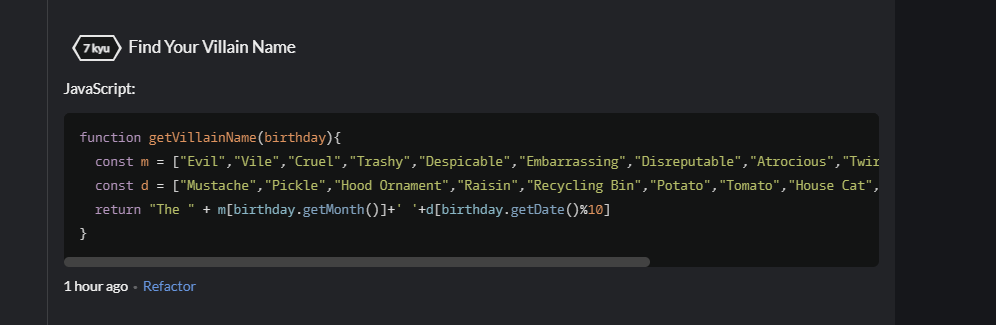 7 kyu Find Your Villain Name
JavaScript:
function getVillainName(birthday){
const m = ["Evil","Vile","Cruel","Trashy","Despicable","Embarrassing","Disreputable","Atrocious","Twir
const d = ["Mustache","Pickle","Hood Ornament","Raisin","Recycling Bin","Potato","Tomato","House Cat",
return "The " + m[birthday.getMonth()]+' '+d[birthday.getDate()%10]
}
1 hour ago • Refactor